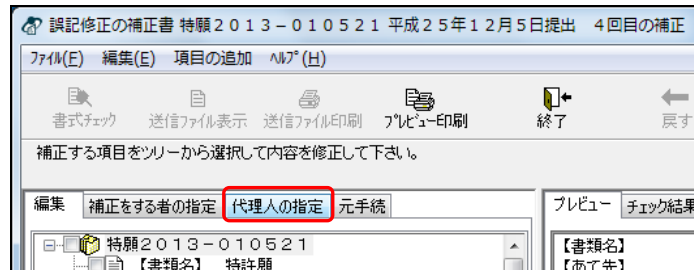 誤記修正の補正書 特願２０１３－０１０５２１ 平成２５年１２月５日提出　４回目の補正
ﾌｧｲﾙ(F)　編集(E)　項目の追加　ﾍﾙﾌﾟ(H)
書式ﾁｪｯｸ　送信ﾌｧｲﾙ表示　送信ﾌｧｲﾙ印刷　ﾌﾟﾚﾋﾞｭｰ印刷　終了　戻す
補正する項目をツリーから選択して内容を修正して下さい。
編集　補正をする者の指定　代理人の指定　元手続　プレビュー　チェック結果
特願２０１３－０１０５２１　【書類名】
【書類名】　特許願　【あて先】